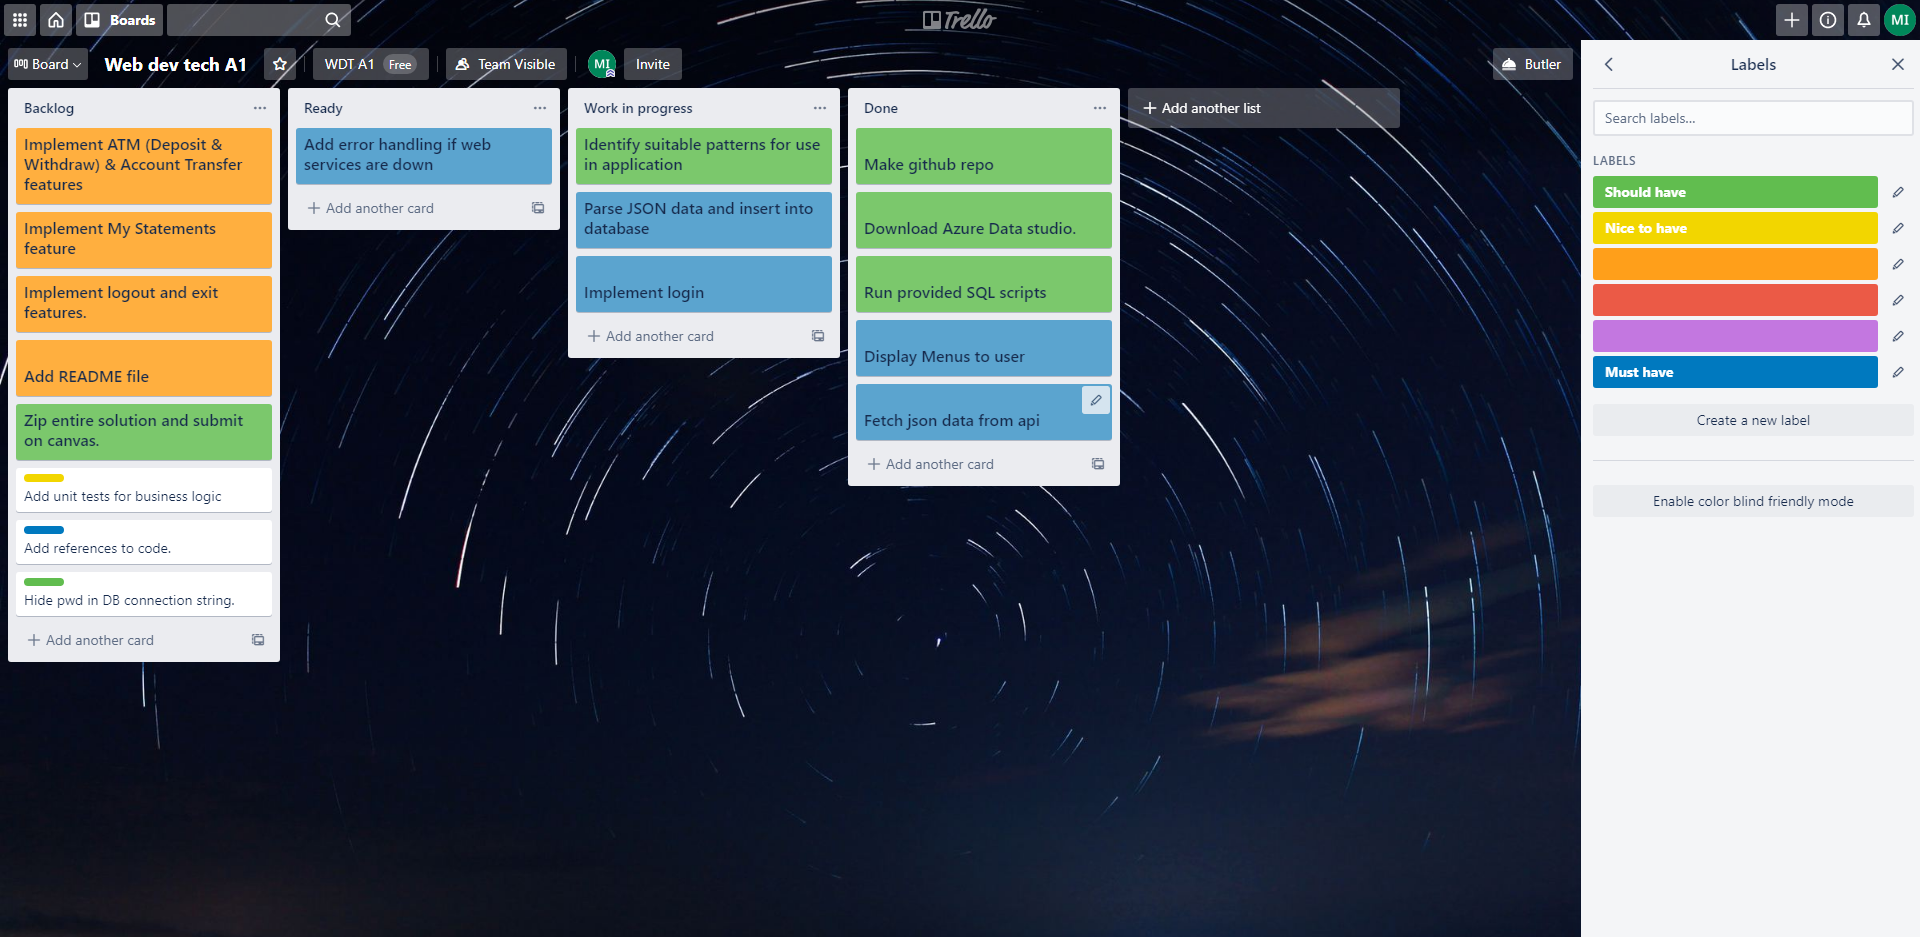 Boards
Trello
MI
Board
Web dev tech A1
WDT A1 Free
Team Visible
MI
Invite
Butler
Backlog
Implement ATM (Deposit &
Withdraw) & Account Transfer
features
Implement My Statements
feature
Implement logout and exit
features.
Add README file
Zip entire solution and submit
on canvas.
Add unit tests for business logic
Add references to code.
Hide pwd in DB connection string.
Add another card
Ready
Add error handling if web
services are down
Add another card
Work in progress
Identify suitable patterns for use
in application
Parse JSON data and insert into
database
Implement login
Add another card
Done
Make github repo
Download Azure Data studio.
Run provided SQL scripts
Display Menus to user
Fetch json data from api
Add another card
Add another list
Labels
Search labels...
LABELS
Should have
Nice to have
Must have
Create a new label
Enable color blind friendly mode